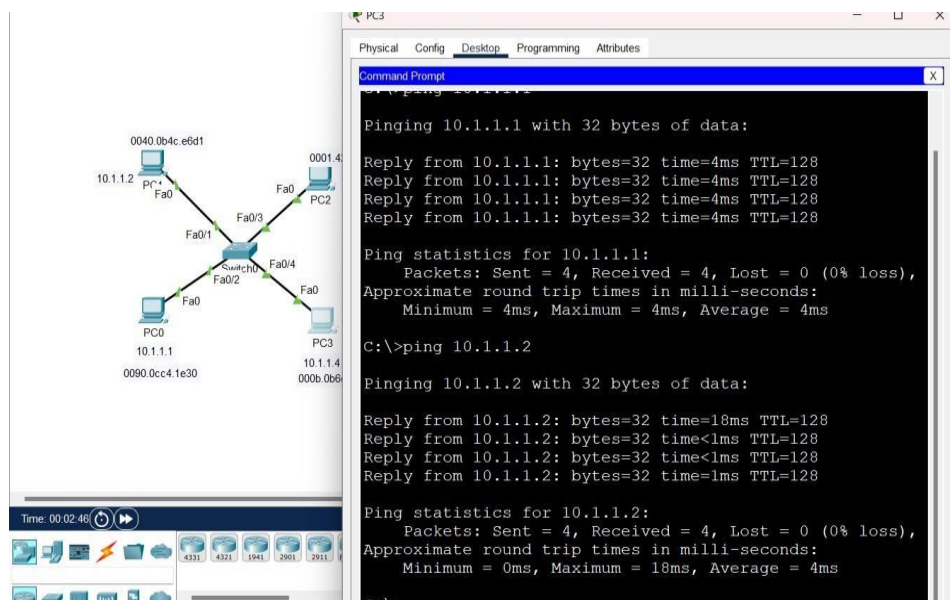 PC3
Physical Config Desktop Programming Attributes
Command Prompt
X
C:\>ping 10.1.1.1
Pinging 10.1.1.1 with 32 bytes of data:
Reply from 10.1.1.1: bytes=32 time=4ms TTL=128
Reply from 10.1.1.1: bytes=32 time=4ms TTL=128
Reply from 10.1.1.1: bytes=32 time=4ms TTL=128
Reply from 10.1.1.1: bytes=32 time=4ms TTL=128
Ping statistics for 10.1.1.1:
Packets: Sent = 4, Received = 4, Lost = 0 (0% loss),
Approximate round trip times in milli-seconds:
Minimum = 4ms, Maximum = 4ms, Average = 4ms
C:\>ping 10.1.1.2
Pinging 10.1.1.2 with 32 bytes of data:
Reply from 10.1.1.2: bytes=32 time=18ms TTL=128
Reply from 10.1.1.2: bytes=32 time<1ms TTL=128
Reply from 10.1.1.2: bytes=32 time<1ms TTL=128
Reply from 10.1.1.2: bytes=32 time=1ms TTL=128
Ping statistics for 10.1.1.2:
Packets: Sent = 4, Received = 4, Lost = 0 (0% loss),
Approximate round trip times in milli-seconds:
Minimum = 0ms, Maximum = 18ms, Average = 4ms
0040.0b4c.e6d1
10.1.1.2
PC1
Fa0
0001.4
Fa0
PC2
Fa0/3
Fa0/1
Switch0
Fa0/4
Fa0/2
Fa0
Fa0
PC0
10.1.1.1
0090.0cc4.1e30
PC3
10.1.1.4
000b.0b6
Time: 00:02:46
4331 4321 1941 2901 2911